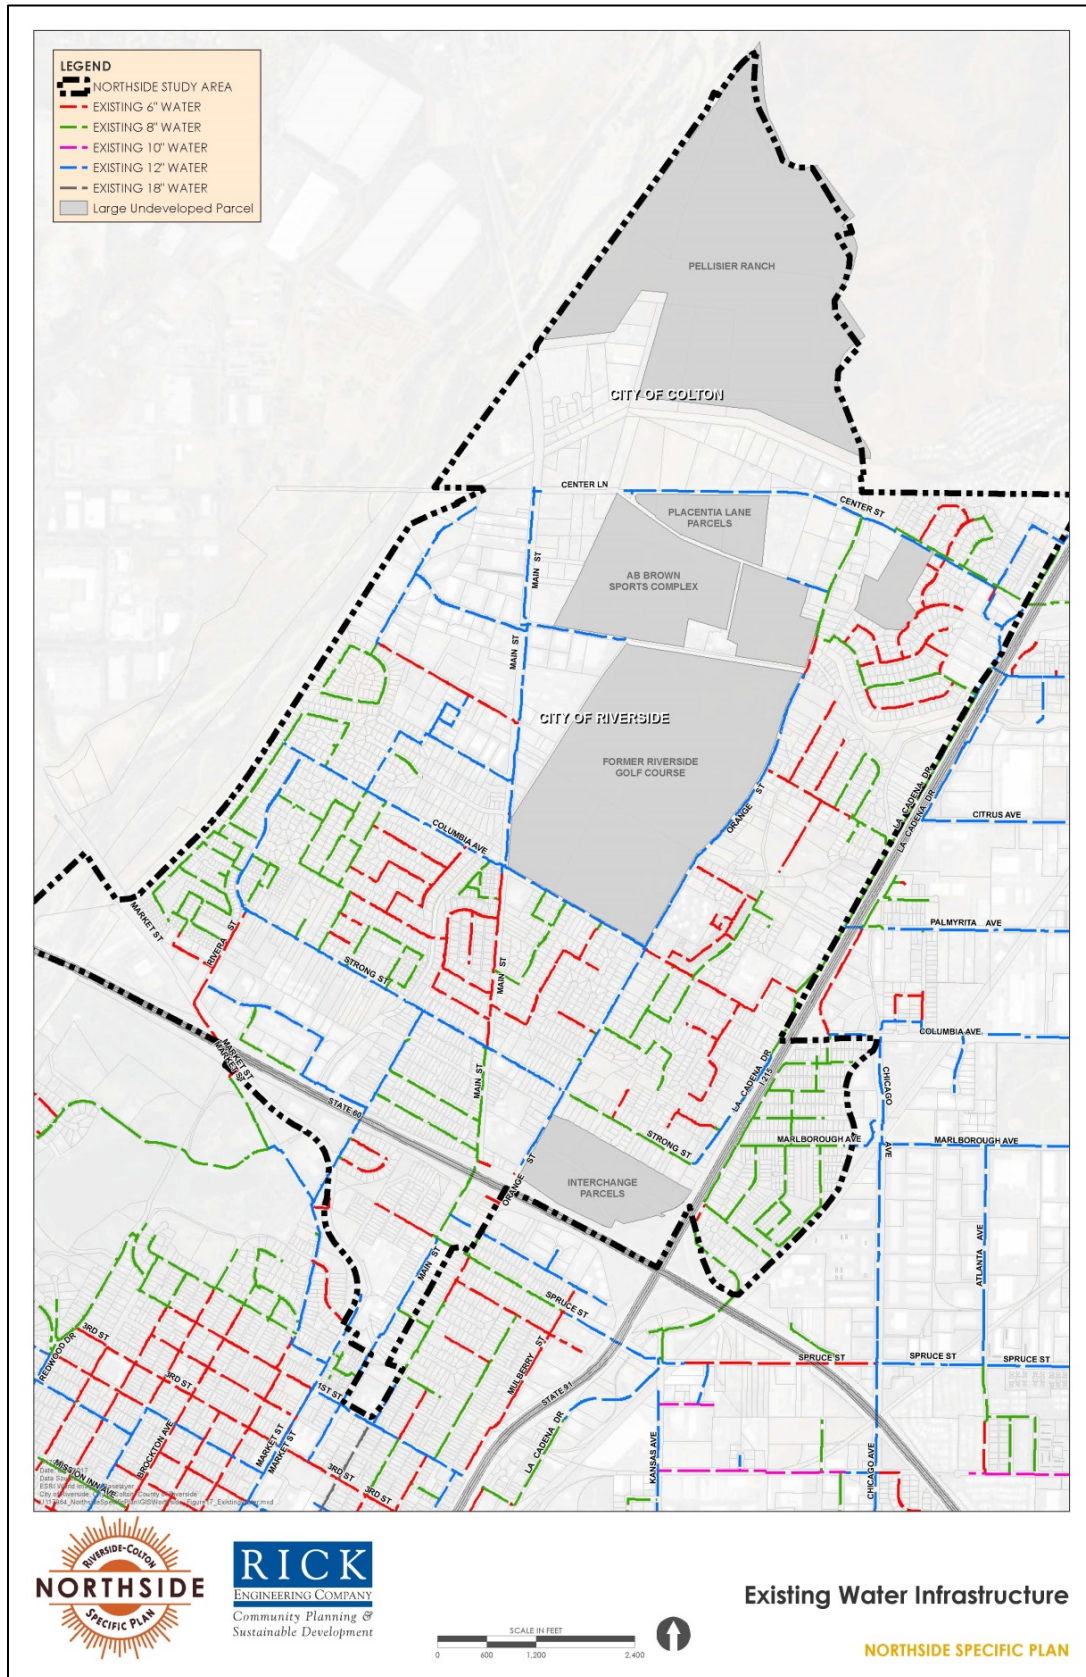 LEGEND
NORTHSIDE STUDY AREA
EXISTING 6" WATER
EXISTING 8" WATER
EXISTING 10" WATER
EXISTING 12" WATER
EXISTING 18" WATER
Large Undeveloped Parcel
PELLISIER RANCH
CITY OF COLTON
CENTER LN
CENTER ST
PLACENTIA LANE
PARCELS
MAIN ST
AB BROWN
SPORTS COMPLEX
MAIN ST
CITY OF RIVERSIDE
FORMER RIVERSIDE
GOLF COURSE
ORANGE ST
LA CADENA DR
LA CADENA DR
CITRUS AVE
COLUMBIA AVE
MARKET ST
RIVERA ST
PALMYRITA AVE
STRONG ST
MAIN ST
COLUMBIA AVE
MARKET ST
MARKET ST
LA CADENA DR
I 215
CHICAGO AVE
MAIN ST
STATE 60
STRONG ST
MARLBOROUGH AVE
MARLBOROUGH AVE
ORANGE ST
INTERCHANGE
PARCELS
MAIN ST
ATLANTA AVE
SPRUCE ST
3RD ST
REDWOOD DR
3RD ST
1ST ST
MULBERRY ST
STATE 91
SPRUCE ST
SPRUCE ST
SPRUCE ST
BROCKTON AVE
MARKET ST
MARKET ST
LA CADENA DR
KANSAS AVE
CHICAGO AVE
MISSION INN AVE
3RD ST
3RD ST
RIVERSIDE-COLTON
NORTHSIDE
SPECIFIC PLAN
RICK
ENGINEERING COMPANY
Community Planning &
Sustainable Development
SCALE IN FEET
0 600 1,200 2,400
Existing Water Infrastructure
NORTHSIDE SPECIFIC PLAN